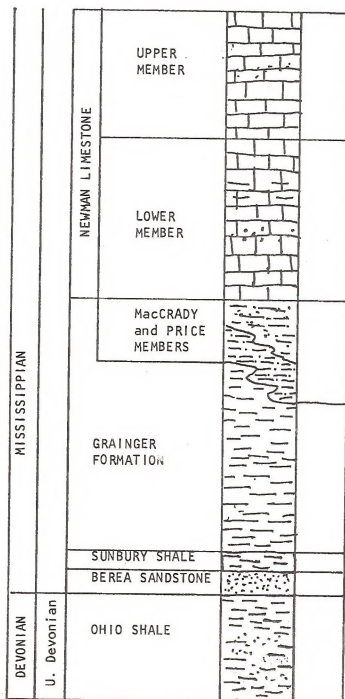 MISSISSIPPIAN
NEWMAN LIMESTONE
UPPER
MEMBER
LOWER
MEMBER
MacCRADY
and PRICE
MEMBERS
GRAINGER
FORMATION
SUNBURY SHALE
BEREA SANDSTONE
DEVONIAN
U. Devonian
OHIO SHALE